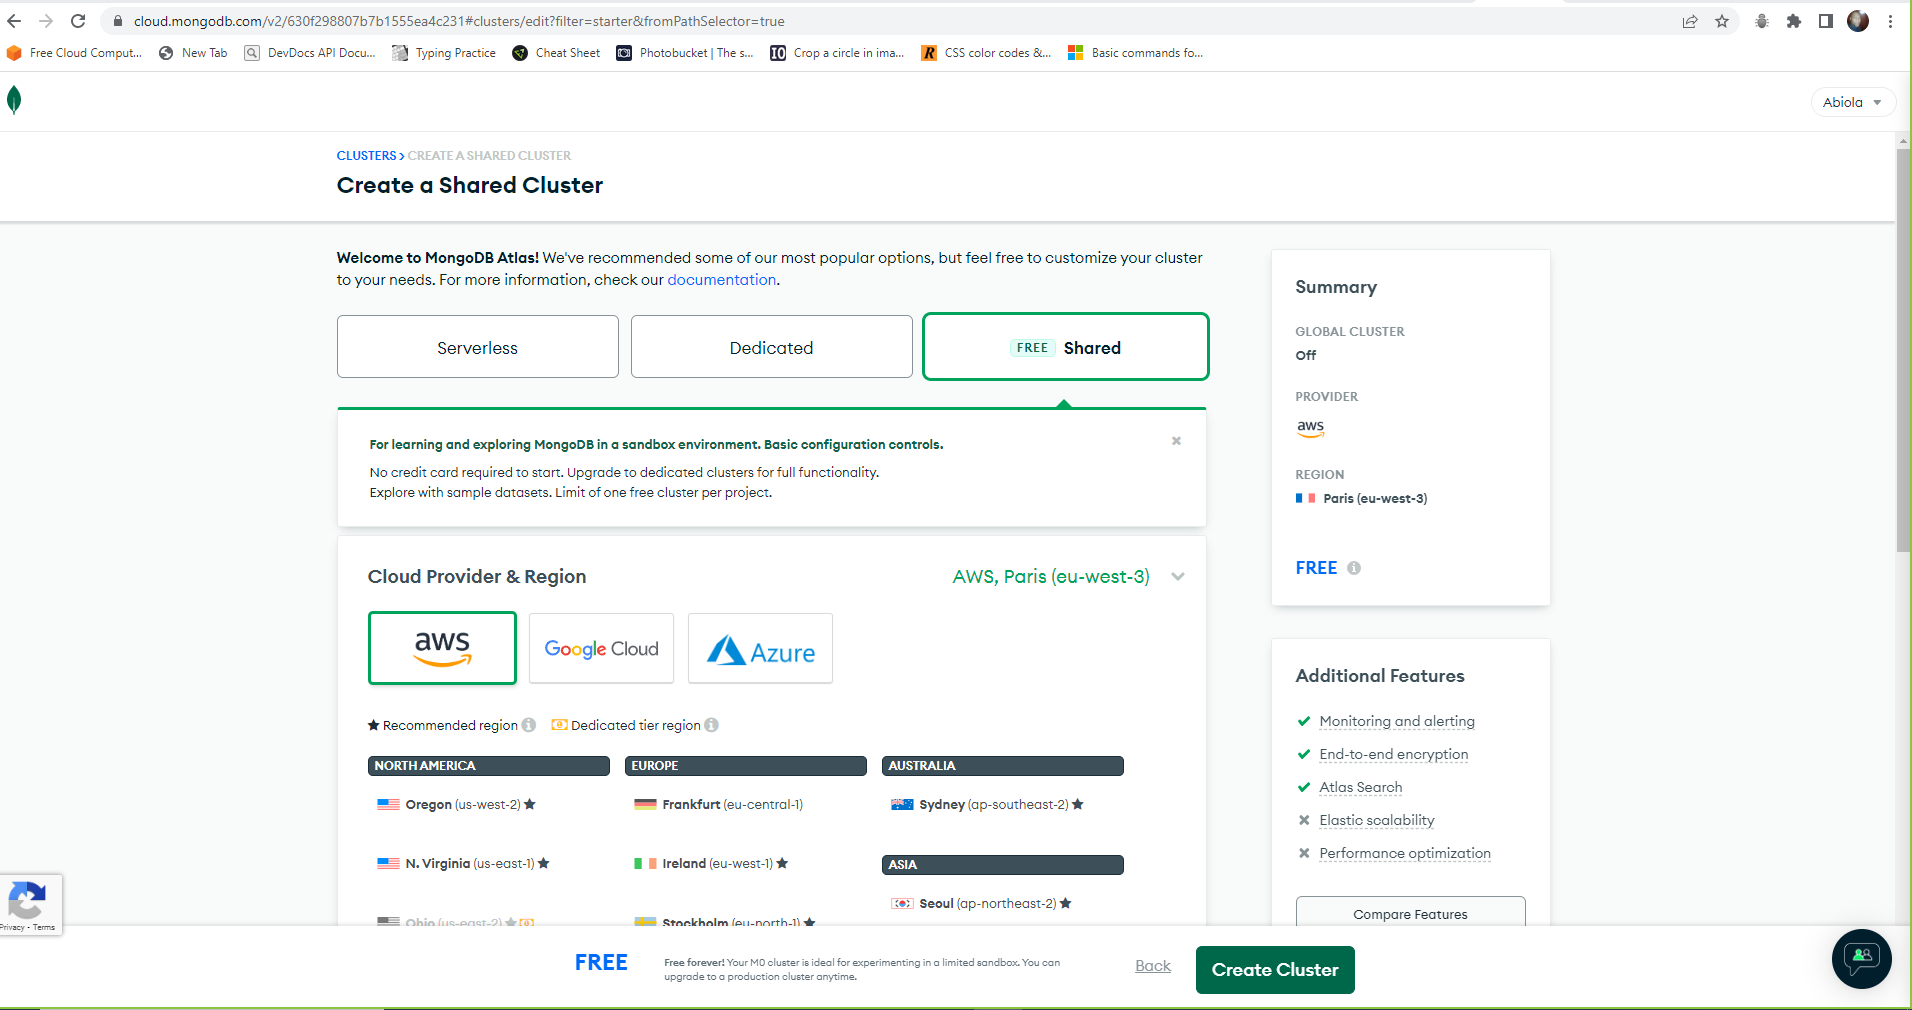 cloud.mongodb.com/v2/630f298807b7b1555ea4c231#clusters/edit?filter=starter&fromPathSelector=true
Free Cloud Comput... New Tab DevDocs API Docu... Typing Practice Cheat Sheet Photobucket | The s... IO Crop a circle in ima... R CSS color codes &... Basic commands fo...
Abiola
CLUSTERS > CREATE A SHARED CLUSTER
Create a Shared Cluster
Welcome to MongoDB Atlas! We've recommended some of our most popular options, but feel free to customize your cluster
to your needs. For more information, check our documentation.
Serverless
Dedicated
FREE Shared
For learning and exploring MongoDB in a sandbox environment. Basic configuration controls.
No credit card required to start. Upgrade to dedicated clusters for full functionality.
Explore with sample datasets. Limit of one free cluster per project.
Cloud Provider & Region
AWS, Paris (eu-west-3)
aws
Google Cloud
Azure
Recommended region
Dedicated tier region
NORTH AMERICA
Oregon (us-west-2)
N. Virginia (us-east-1)
Ohio (us-east-2)
EUROPE
Frankfurt (eu-central-1)
Ireland (eu-west-1)
Stockholm (eu-north-1)
AUSTRALIA
Sydney (ap-southeast-2)
ASIA
Seoul (ap-northeast-2)
Summary
GLOBAL CLUSTER
Off
PROVIDER
aws
REGION
Paris (eu-west-3)
FREE
Additional Features
Monitoring and alerting
End-to-end encryption
Atlas Search
Elastic scalability
Performance optimization
Compare Features
Privacy - Terms
FREE
Free forever! Your M0 cluster is ideal for experimenting in a limited sandbox. You can
upgrade to a production cluster anytime.
Back
Create Cluster